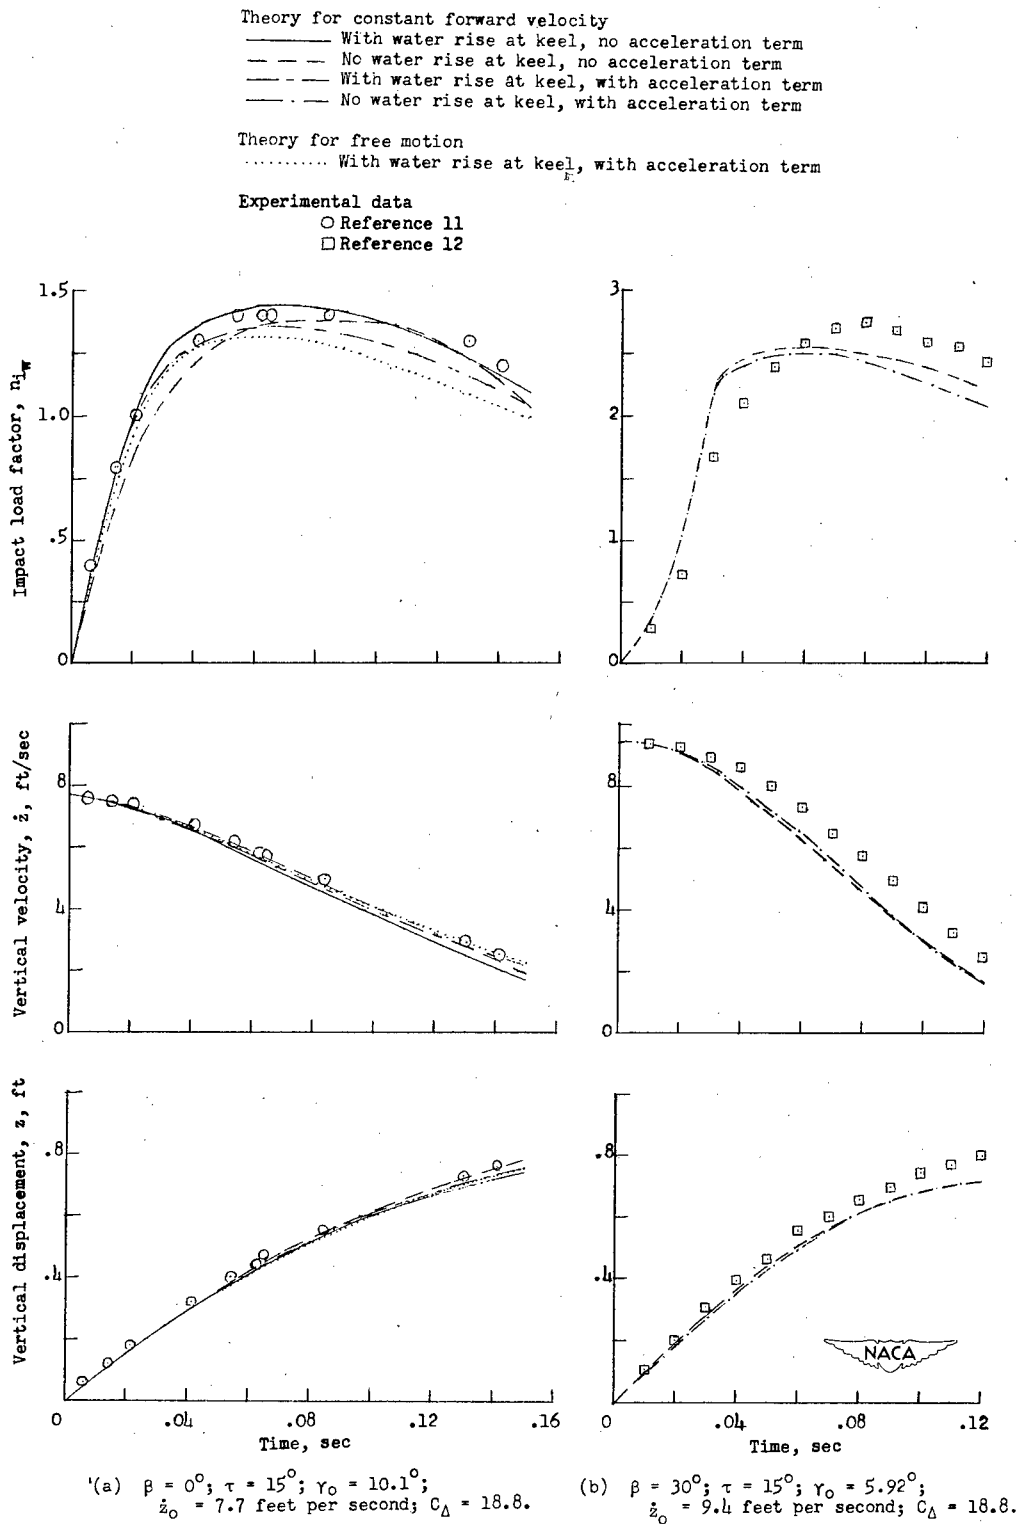 Theory for constant forward velocity
With water rise at keel, no acceleration term
No water rise at keel, no acceleration term
With water rise at keel, with acceleration term
No water rise at keel, with acceleration term
Theory for free motion
With water rise at keel, with acceleration term
Experimental data
Reference 11
Reference 12
Impact load factor, n_{i_w}
1.5
1.0
.5
0
3
2
1
0
Vertical velocity, ż, ft/sec
8
4
0
8
4
0
Vertical displacement, z, ft
.8
.4
.8
.4
NACA
0 .04 .08 .12 .16
Time, sec
0 .04 .08 .12
Time, sec
(a) β = 0°; τ = 15°; γ_o = 10.1°;
ż_o = 7.7 feet per second; C_Δ = 18.8.
(b) β = 30°; τ = 15°; γ_o = 5.92°;
ż_o = 9.4 feet per second; C_Δ = 18.8.